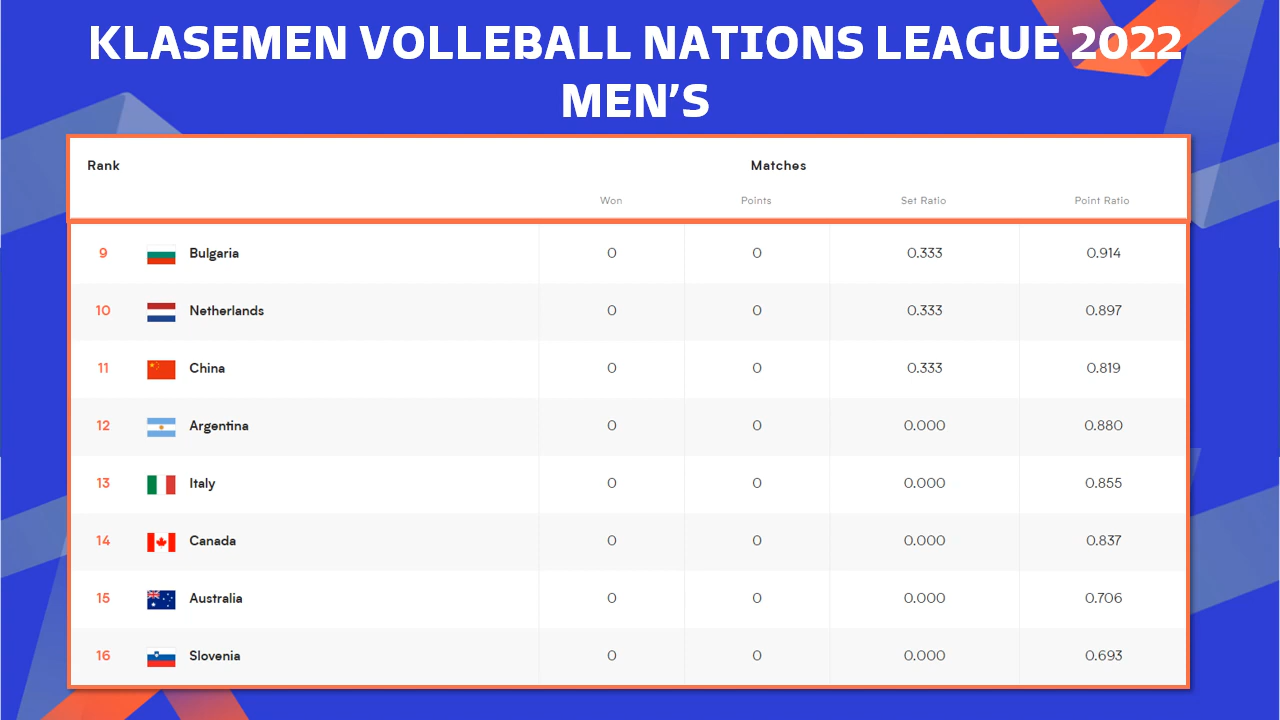 KLASEMEN VOLLEBALL NATIONS LEAGUE 2022
MEN'S
Rank Matches
Won Points Set Ratio Point Ratio
9 Bulgaria 0 0 0.333 0.914
10 Netherlands 0 0 0.333 0.897
11 China 0 0 0.333 0.819
12 Argentina 0 0 0.000 0.880
13 Italy 0 0 0.000 0.855
14 Canada 0 0 0.000 0.837
15 Australia 0 0 0.000 0.706
16 Slovenia 0 0 0.000 0.693